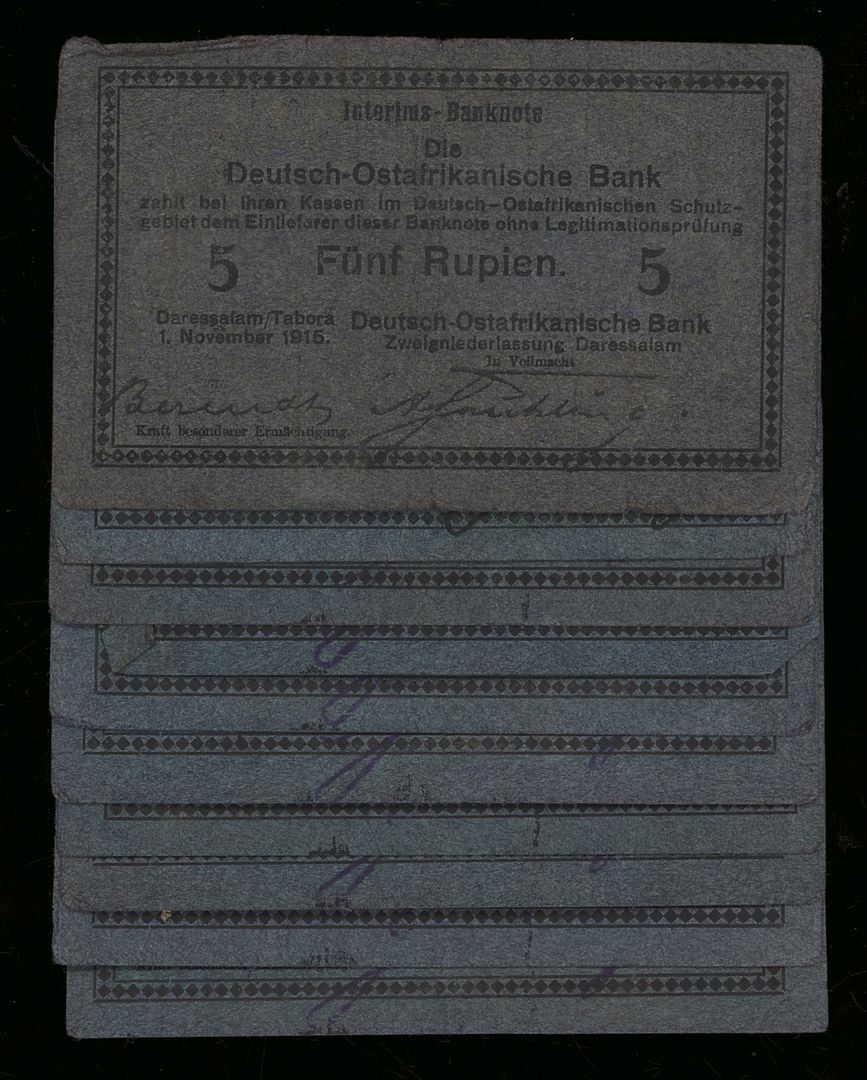 Interims-Banknote
Die
Deutsch-Ostafrikanische Bank
zahlt bei ihren Kassen im Deutsch-Ostafrikanischen Schutz-
gebiet dem Einlieferer dieser Banknote ohne Legitimationsprüfung
5 Fünf Rupien. 5
Daressalam/Tabora Deutsch-Ostafrikanische Bank
1. November 1915. Zweigniederlassung Daressalam
In Vollmacht
Berendt
Kraft besonderer Ermächtigung.